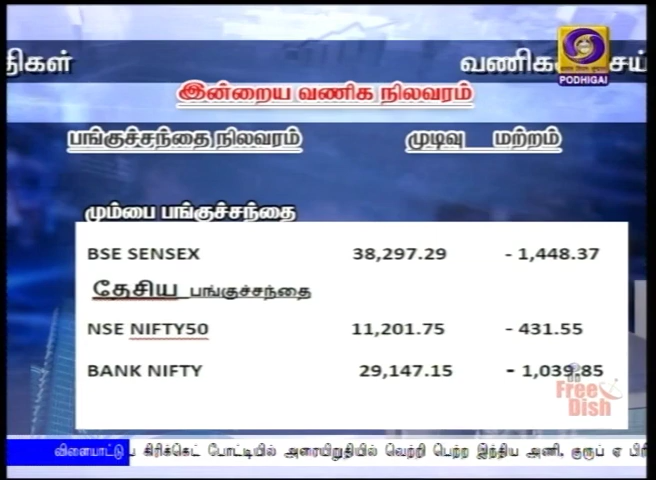 திகள் வணிகச் செய்
PODHIGAI
இன்றைய வணிக நிலவரம்
பங்குச்சந்தை நிலவரம் முடிவு மற்றம்
மும்பை பங்குச்சந்தை
BSE SENSEX 38,297.29 - 1,448.37
தேசிய பங்குச்சந்தை
NSE NIFTY50 11,201.75 - 431.55
BANK NIFTY 29,147.15 - 1,039.85
Free
Dish
விளையாட்டு கிரிக்கெட் போட்டியில் அரையிறுதியில் வெற்றி பெற்ற இந்திய அணி, குரூப் ஏ பிரி